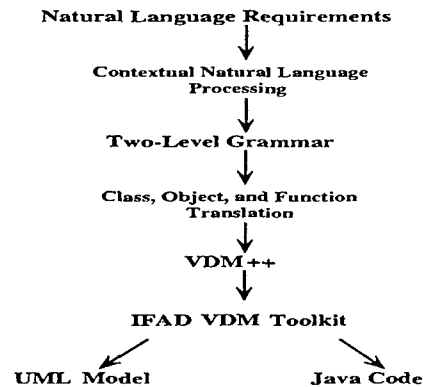 Natural Language Requirements
Contextual Natural Language
Processing
Two-Level Grammar
Class, Object, and Function
Translation
VDM++
IFAD VDM Toolkit
UML Model
Java Code